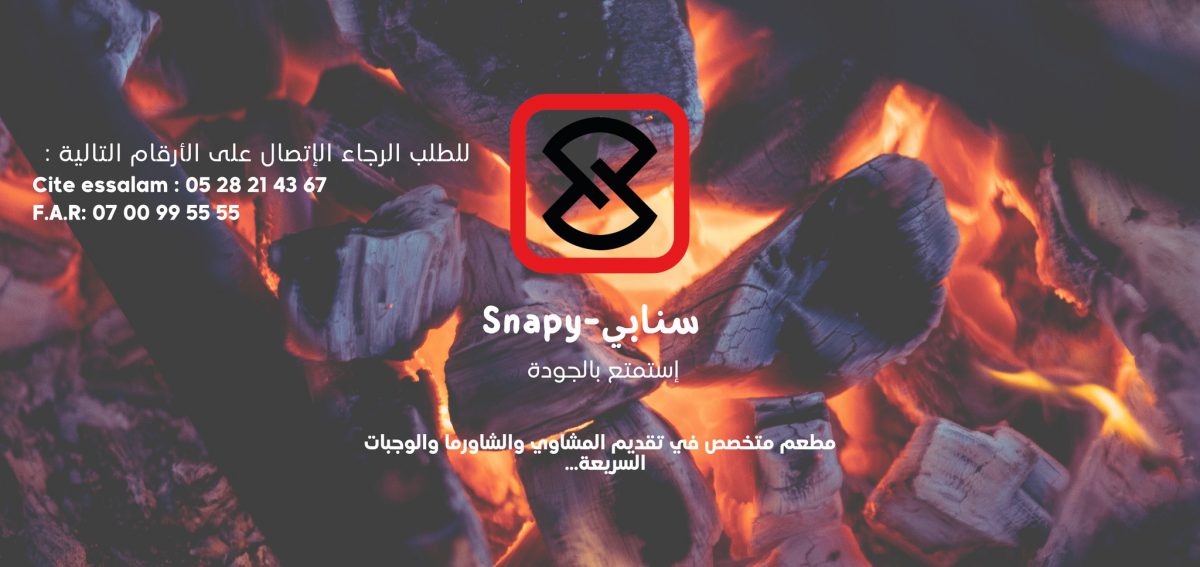 للطلب الرجاء الإتصال على الأرقام التالية :
Cite essalam : 05 28 21 43 67
F.A.R: 07 00 99 55 55
سنابي-Snapy
إستمتع بالجودة
مطعم متخصص في تقديم المشاوي والشاورما والوجبات
السريعة...